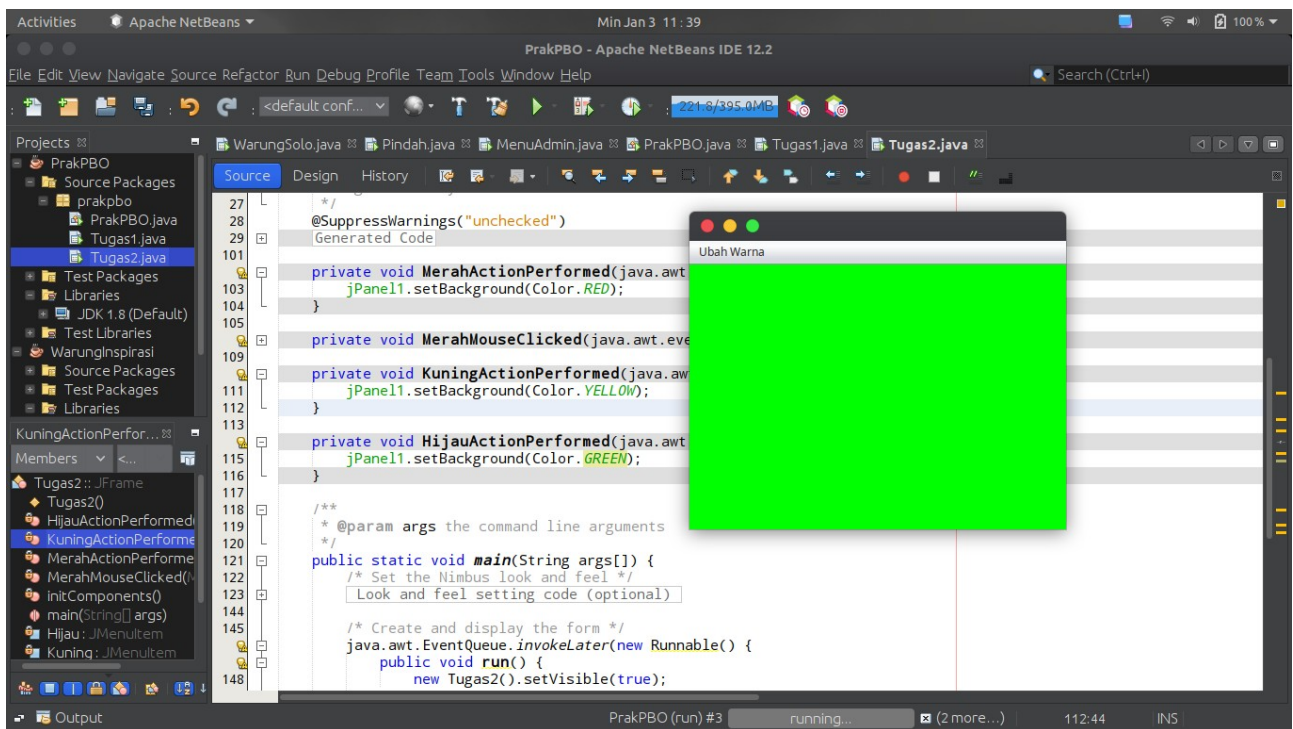 Activities Apache NetBeans Min Jan 3 11:39 100 %
PrakPBO - Apache NetBeans IDE 12.2
File Edit View Navigate Source Refactor Run Debug Profile Team Tools Window Help Search (Ctrl+I)
<default conf... 221.8/395.0MB
Projects WarungSolo.java Pindah.java MenuAdmin.java PrakPBO.java Tugas1.java Tugas2.java
PrakPBO
Source Packages
prakpbo
PrakPBO.java
Tugas1.java
Tugas2.java
Test Packages
Libraries
JDK 1.8 (Default)
Test Libraries
WarungInspirasi
Source Packages
Test Packages
Libraries
KuningActionPerfor...
Members <...
Tugas2 :: JFrame
Tugas2()
HijauActionPerformed(
KuningActionPerforme
MerahActionPerforme
MerahMouseClicked(
initComponents()
main(String[] args)
Hijau : JMenuItem
Kuning : JMenuItem
Source Design History
27 */
28 @SuppressWarnings("unchecked")
29 Generated Code
101
private void MerahActionPerformed(java.awt
103 jPanel1.setBackground(Color.RED);
104 }
105
private void MerahMouseClicked(java.awt.eve
109
private void KuningActionPerformed(java.aw
111 jPanel1.setBackground(Color.YELLOW);
112 }
113
private void HijauActionPerformed(java.awt
115 jPanel1.setBackground(Color.GREEN);
116 }
117
118 /**
119 * @param args the command line arguments
120 */
121 public static void main(String args[]) {
122 /* Set the Nimbus look and feel */
123 Look and feel setting code (optional)
144
145 /* Create and display the form */
java.awt.EventQueue.invokeLater(new Runnable() {
public void run() {
148 new Tugas2().setVisible(true);
Ubah Warna
Output PrakPBO (run) #3 running... (2 more...) 112:44 INS